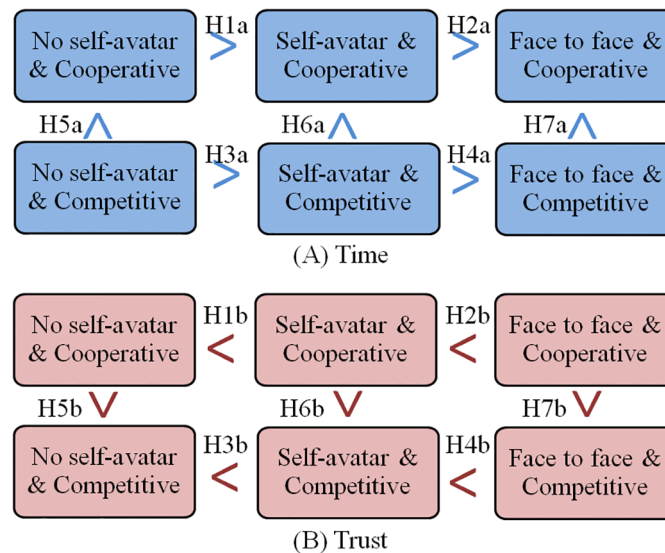 No self-avatar & Cooperative
H1a
>
Self-avatar & Cooperative
H2a
>
Face to face & Cooperative
H5a
H6a
H7a
No self-avatar & Competitive
H3a
>
Self-avatar & Competitive
H4a
>
Face to face & Competitive
(A) Time
No self-avatar & Cooperative
H1b
<
Self-avatar & Cooperative
H2b
<
Face to face & Cooperative
H5b
H6b
H7b
No self-avatar & Competitive
H3b
<
Self-avatar & Competitive
H4b
<
Face to face & Competitive
(B) Trust